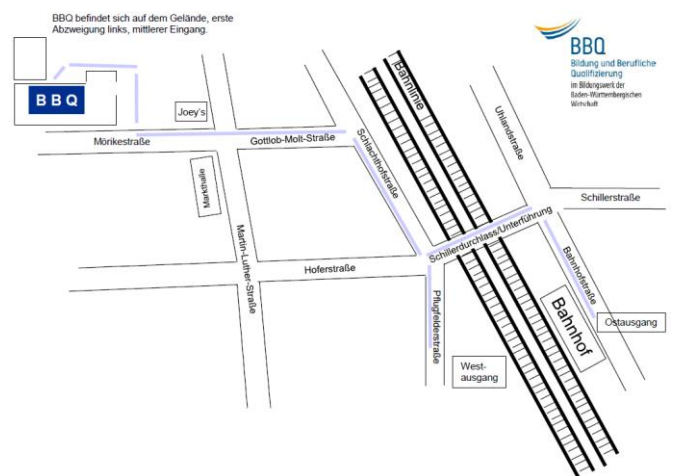 BBQ befindet sich auf dem Gelände, erste
Abzweigung links, mittlerer Eingang.
BBQ
Bildung und Berufliche
Qualifizierung
im Bildungswerk der
Baden-Württembergischen
Wirtschaft
B B Q
Joey's
Mörikestraße
Gottlob-Molt-Straße
Schlachthofstraße
Bahnlinie
Uhlandstraße
Schillerstraße
Markthalle
Martin-Luther-Straße
Hoferstraße
Schillerdurchlass/Unterführung
Bahnhofstraße
Pflugfelderstraße
Bahnhof
Ostausgang
West-
ausgang